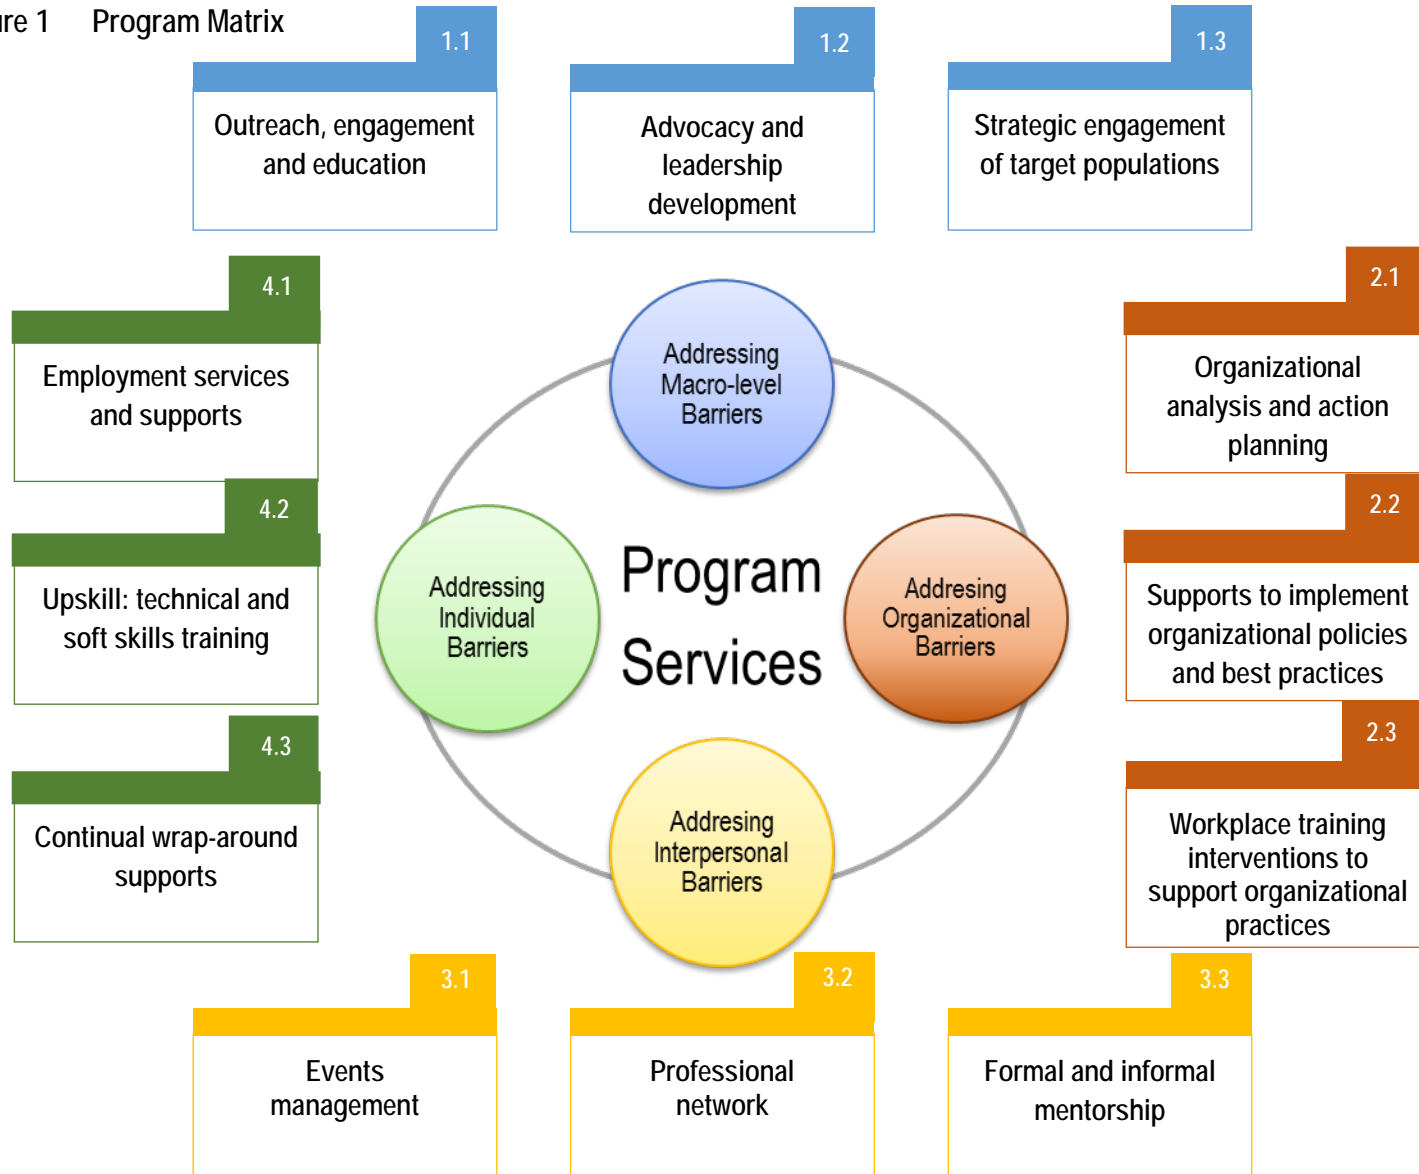 ure 1 Program Matrix
1.1
Outreach, engagement
and education
1.2
Advocacy and
leadership
development
1.3
Strategic engagement
of target populations
4.1
Employment services
and supports
4.2
Upskill: technical and
soft skills training
4.3
Continual wrap-around
supports
Addressing
Macro-level
Barriers
Addressing
Individual
Barriers
Program
Services
Addresing
Organizational
Barriers
Addresing
Interpersonal
Barriers
2.1
Organizational
analysis and action
planning
2.2
Supports to implement
organizational policies
and best practices
2.3
Workplace training
interventions to
support organizational
practices
3.1
Events
management
3.2
Professional
network
3.3
Formal and informal
mentorship